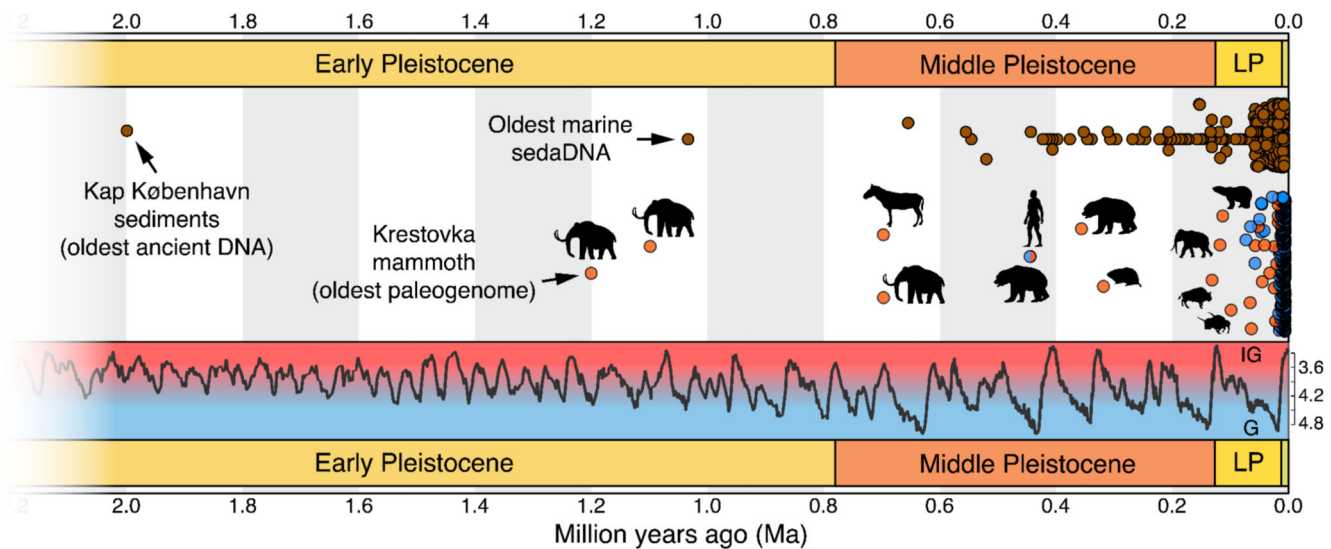 2.2 2.0 1.8 1.6 1.4 1.2 1.0 0.8 0.6 0.4 0.2 0.0
Early Pleistocene Middle Pleistocene LP
Oldest marine
sedaDNA
Kap København
sediments
(oldest ancient DNA)
Krestovka
mammoth
(oldest paleogenome)
IG
3.6
4.2
4.8
G
Early Pleistocene Middle Pleistocene LP
2.2 2.0 1.8 1.6 1.4 1.2 1.0 0.8 0.6 0.4 0.2 0.0
Million years ago (Ma)